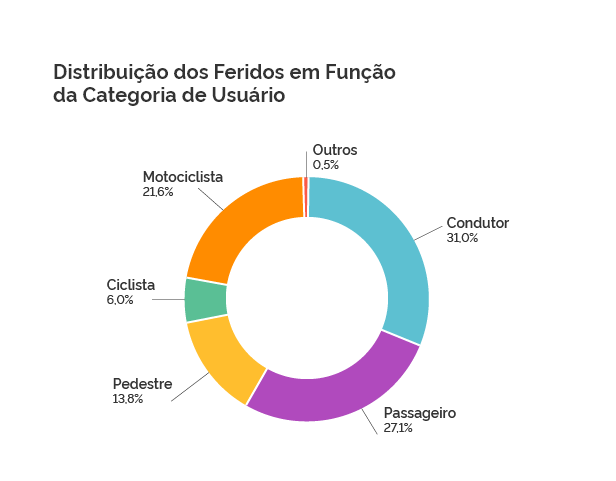 Distribuição dos Feridos em Função
da Categoria de Usuário
Outros
0,5%
Motociclista
21,6%
Condutor
31,0%
Ciclista
6,0%
Pedestre
13,8%
Passageiro
27,1%